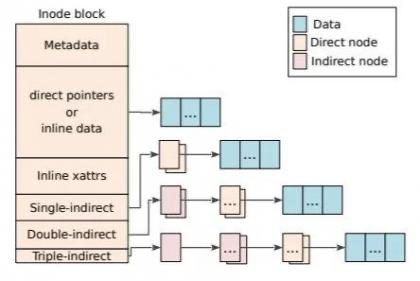 Inode block
Metadata
direct pointers
or
inline data
Inline xattrs
Single-indirect
Double-indirect
Triple-indirect
Data
Direct node
Indirect node
...
...
...
...
...
...
...
...